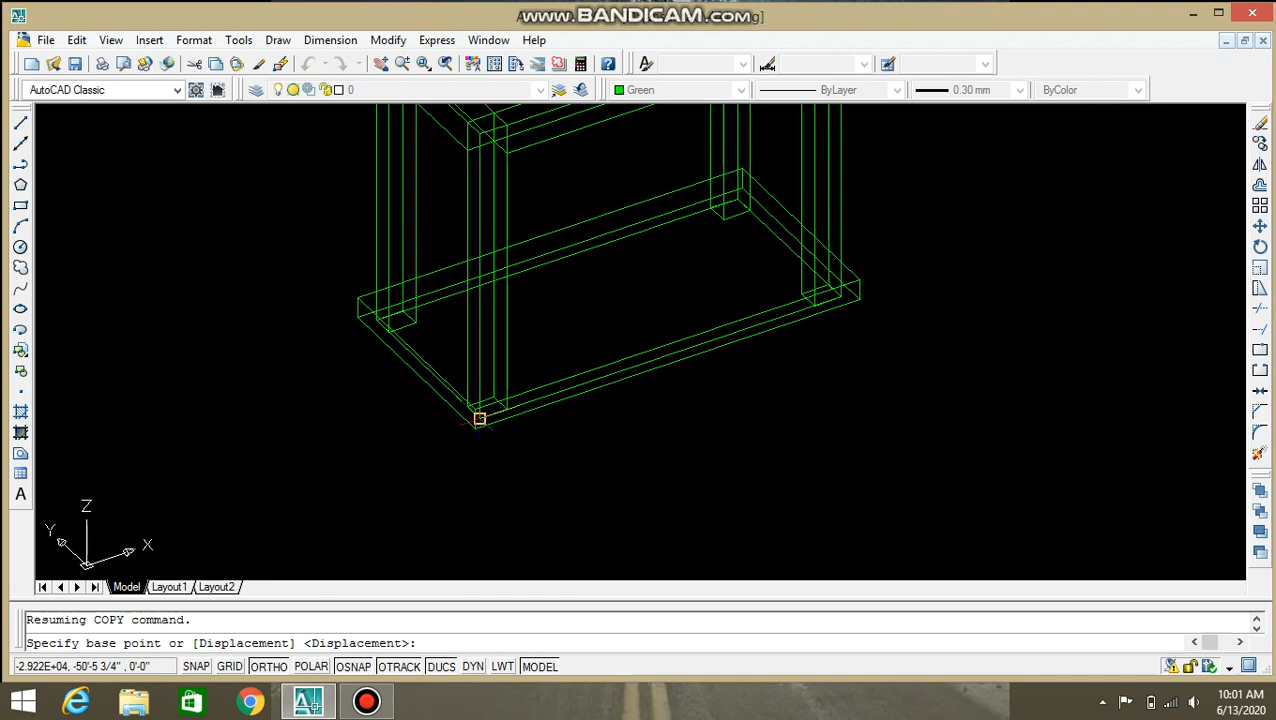 www.BANDICAM.com
File Edit View Insert Format Tools Draw Dimension Modify Express Window Help
AutoCAD Classic
0
Green
ByLayer
0.30 mm
ByColor
A
Z
Y
X
Model Layout1 Layout2
Resuming COPY command.
Specify base point or [Displacement] <Displacement>:
-2.922E+04, -50'-5 3/4" , 0'-0" SNAP GRID ORTHO POLAR OSNAP OTRACK DUCS DYN LWT MODEL
10:01 AM
6/13/2020